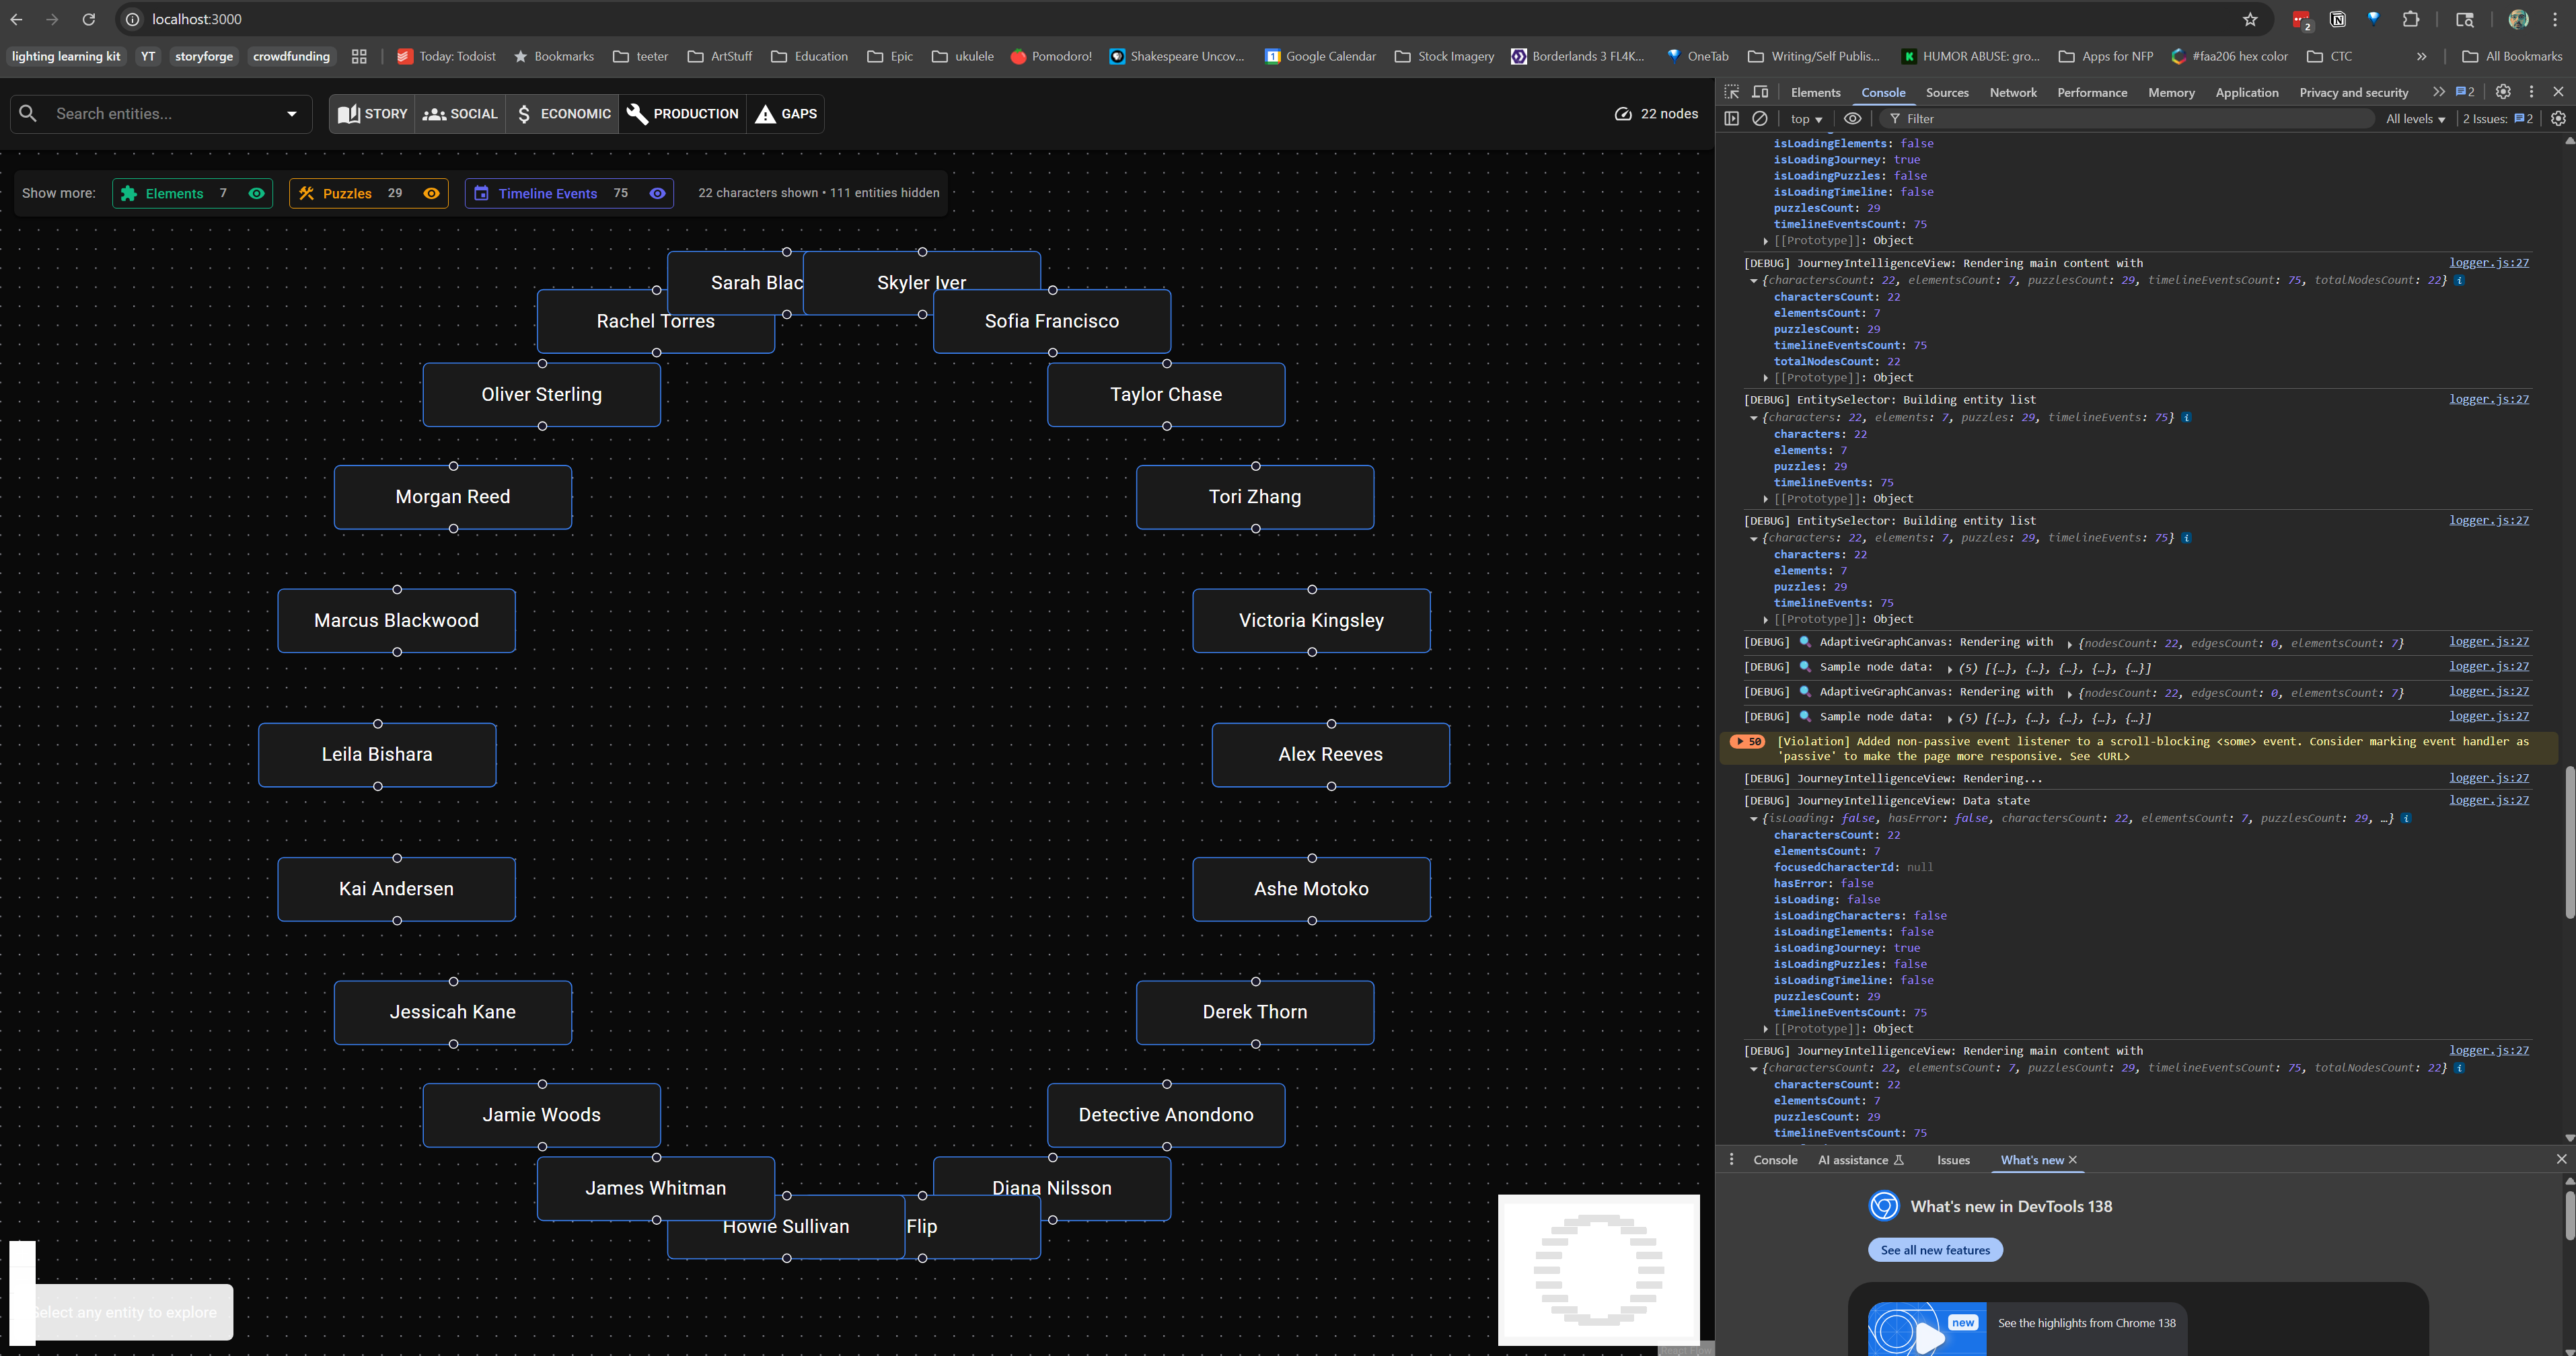 localhost:3000
2
lighting learning kit YT storyforge crowdfunding Today: Todoist Bookmarks teeter ArtStuff Education Epic ukulele Pomodoro! Shakespeare Uncov... Google Calendar Stock Imagery Borderlands 3 FL4K... OneTab Writing/Self Publis... HUMOR ABUSE: gro... Apps for NFP #faa206 hex color CTC » All Bookmarks
Search entities...
STORY SOCIAL ECONOMIC PRODUCTION GAPS
22 nodes
Show more: Elements 7 Puzzles 29 Timeline Events 75 22 characters shown • 111 entities hidden
Sarah Blac
Skyler Iver
Rachel Torres
Sofia Francisco
Oliver Sterling
Taylor Chase
Morgan Reed
Tori Zhang
Marcus Blackwood
Victoria Kingsley
Leila Bishara
Alex Reeves
Kai Andersen
Ashe Motoko
Jessicah Kane
Derek Thorn
Jamie Woods
Detective Anondono
James Whitman
Diana Nilsson
Howie Sullivan
Flip
Select any entity to explore
Elements Console Sources Network Performance Memory Application Privacy and security » 2
top Filter All levels 2 Issues: 2
isLoadingElements: false
isLoadingJourney: true
isLoadingPuzzles: false
isLoadingTimeline: false
puzzlesCount: 29
timelineEventsCount: 75
[[Prototype]]: Object
[DEBUG] JourneyIntelligenceView: Rendering main content with logger.js:27
{charactersCount: 22, elementsCount: 7, puzzlesCount: 29, timelineEventsCount: 75, totalNodesCount: 22}
charactersCount: 22
elementsCount: 7
puzzlesCount: 29
timelineEventsCount: 75
totalNodesCount: 22
[[Prototype]]: Object
[DEBUG] EntitySelector: Building entity list logger.js:27
{characters: 22, elements: 7, puzzles: 29, timelineEvents: 75}
characters: 22
elements: 7
puzzles: 29
timelineEvents: 75
[[Prototype]]: Object
[DEBUG] EntitySelector: Building entity list logger.js:27
{characters: 22, elements: 7, puzzles: 29, timelineEvents: 75}
characters: 22
elements: 7
puzzles: 29
timelineEvents: 75
[[Prototype]]: Object
[DEBUG] 🔍 AdaptiveGraphCanvas: Rendering with {nodesCount: 22, edgesCount: 0, elementsCount: 7} logger.js:27
[DEBUG] 🔍 Sample node data: (5) [{…}, {…}, {…}, {…}, {…}] logger.js:27
[DEBUG] 🔍 AdaptiveGraphCanvas: Rendering with {nodesCount: 22, edgesCount: 0, elementsCount: 7} logger.js:27
[DEBUG] 🔍 Sample node data: (5) [{…}, {…}, {…}, {…}, {…}] logger.js:27
50 [Violation] Added non-passive event listener to a scroll-blocking <some> event. Consider marking event handler as
'passive' to make the page more responsive. See <URL>
[DEBUG] JourneyIntelligenceView: Rendering... logger.js:27
[DEBUG] JourneyIntelligenceView: Data state logger.js:27
{isLoading: false, hasError: false, charactersCount: 22, elementsCount: 7, puzzlesCount: 29, …}
charactersCount: 22
elementsCount: 7
focusedCharacterId: null
hasError: false
isLoading: false
isLoadingCharacters: false
isLoadingElements: false
isLoadingJourney: true
isLoadingPuzzles: false
isLoadingTimeline: false
puzzlesCount: 29
timelineEventsCount: 75
[[Prototype]]: Object
[DEBUG] JourneyIntelligenceView: Rendering main content with logger.js:27
{charactersCount: 22, elementsCount: 7, puzzlesCount: 29, timelineEventsCount: 75, totalNodesCount: 22}
charactersCount: 22
elementsCount: 7
puzzlesCount: 29
timelineEventsCount: 75
Console AI assistance Issues What's new
What's new in DevTools 138
See all new features
new
See the highlights from Chrome 138